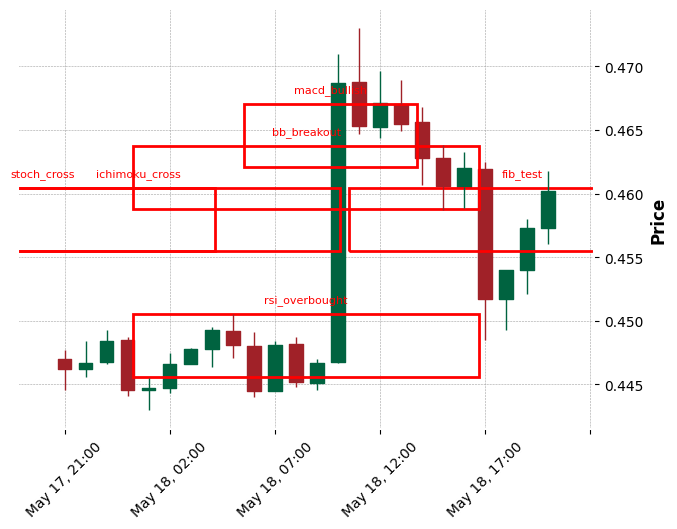 macd_
bb_breakout
stoch_cross
ichimoku_cross
fib_test
rsi_overbought
0.470
0.465
0.460
0.455
0.450
0.445
Price
May 17, 21:00
May 18, 02:00
May 18, 07:00
May 18, 12:00
May 18, 17:00